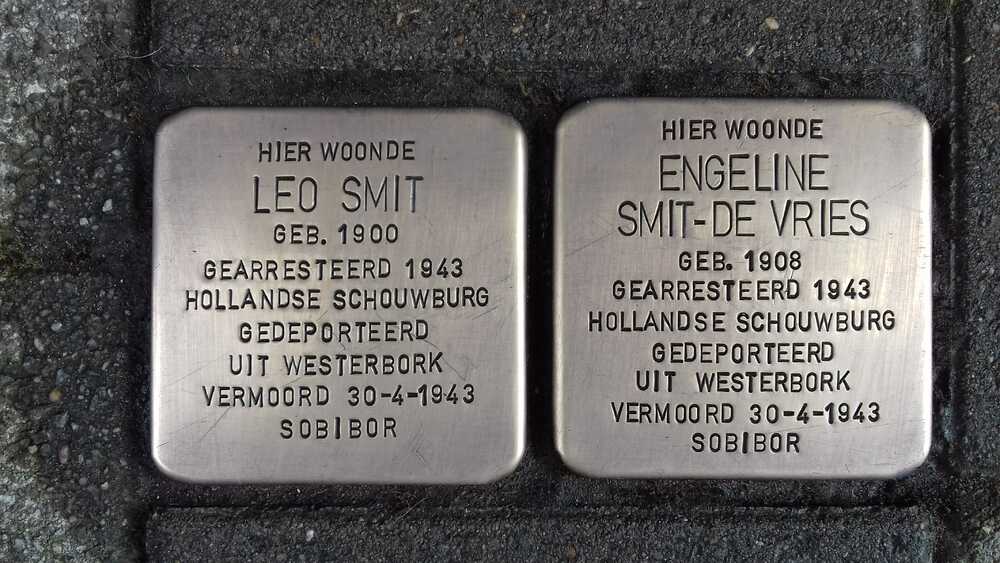 HIER WOONDE
LEO SMIT
GEB. 1900
GEARRESTEERD 1943
HOLLANDSE SCHOUWBURG
GEDEPORTEERD
UIT WESTERBORK
VERMOORD 30-4-1943
SOBIBOR
HIER WOONDE
ENGELINE
SMIT-DE VRIES
GEB. 1908
GEARRESTEERD 1943
HOLLANDSE SCHOUWBURG
GEDEPORTEERD
UIT WESTERBORK
VERMOORD 30-4-1943
SOBIBOR